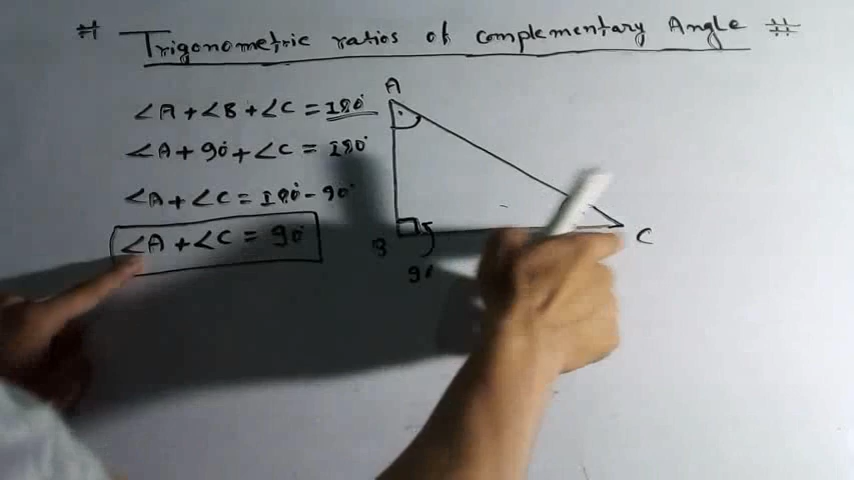 # Trigonometric ratios of complementary Angle #
∠A + ∠B + ∠C = 180°
∠A + 90° + ∠C = 180°
∠A + ∠C = 180° - 90°
∠A + ∠C = 90°
A
B
C
90